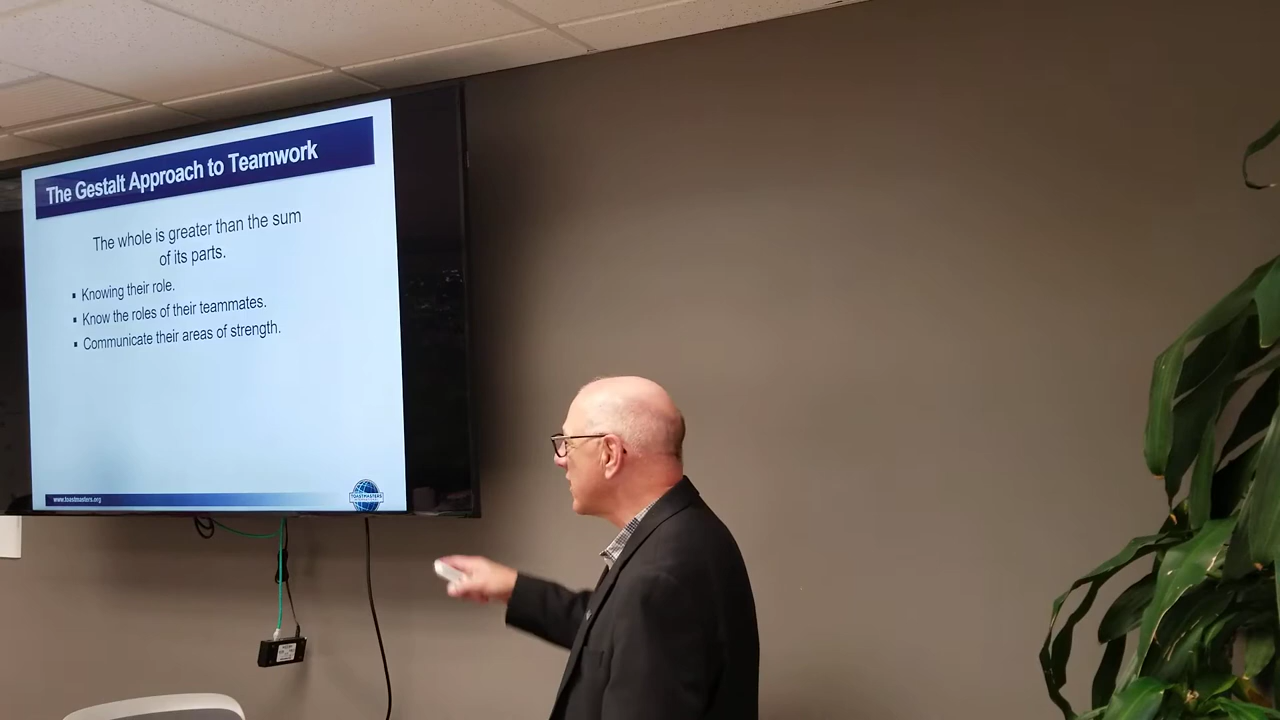 The Gestalt Approach to Teamwork
The whole is greater than the sum
of its parts.
▪ Knowing their role.
▪ Know the roles of their teammates.
▪ Communicate their areas of strength.
www.toastmasters.org
TOASTMASTERS